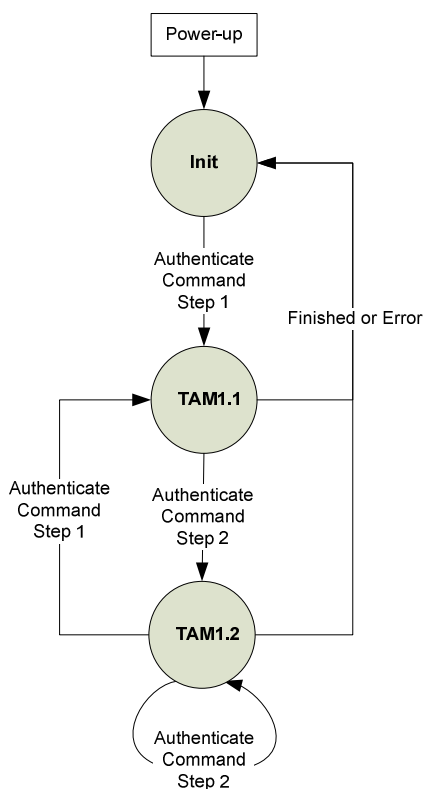 Power-up
Init
Authenticate
Command
Step 1
Finished or Error
TAM1.1
Authenticate
Command
Step 1
Authenticate
Command
Step 2
TAM1.2
Authenticate
Command
Step 2